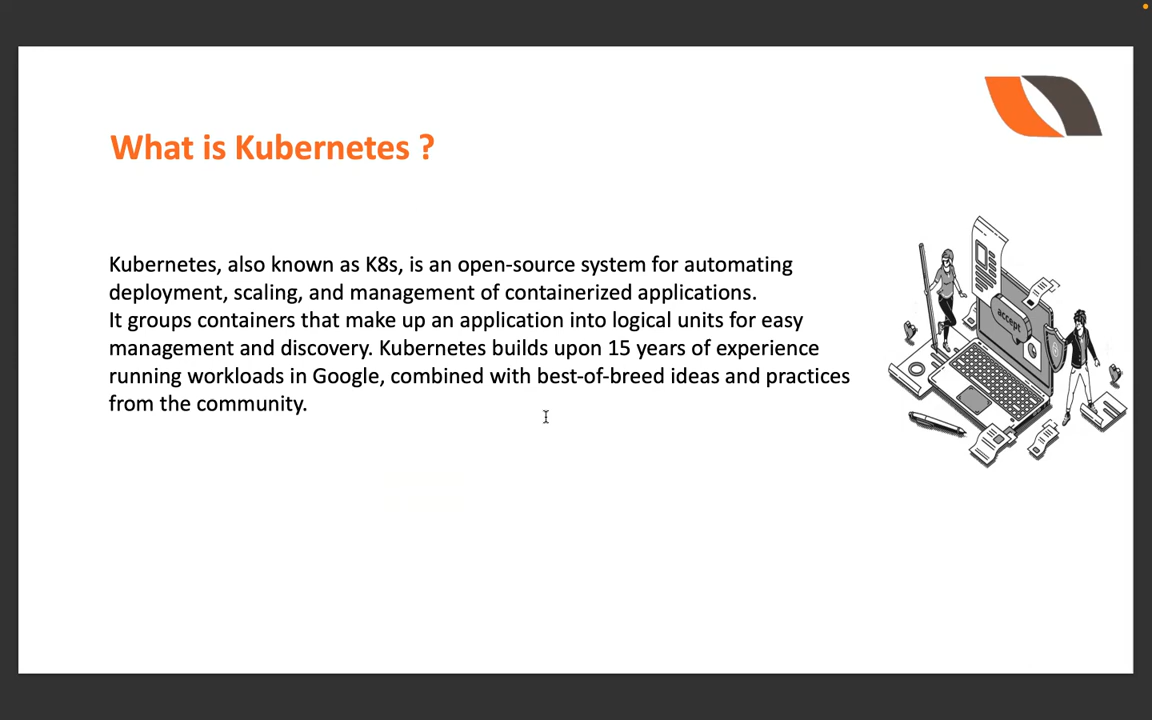 What is Kubernetes ?
Kubernetes, also known as K8s, is an open-source system for automating
deployment, scaling, and management of containerized applications.
It groups containers that make up an application into logical units for easy
management and discovery. Kubernetes builds upon 15 years of experience
running workloads in Google, combined with best-of-breed ideas and practices
from the community.
accept